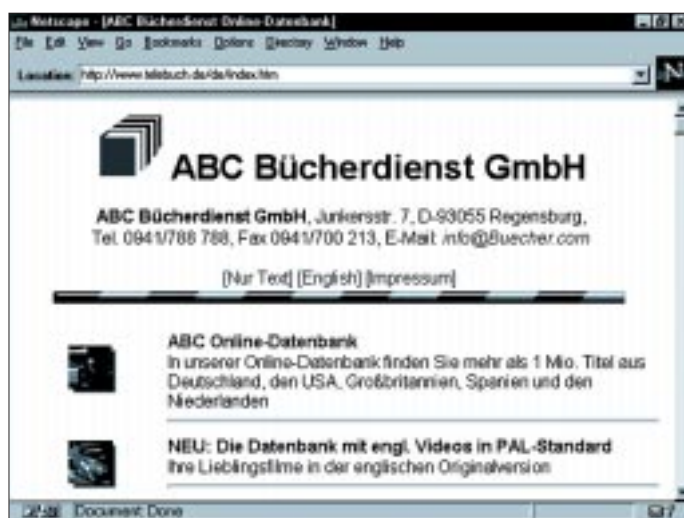 Netscape - [ABC Bücherdienst Online-Datenbank]
File Edit View Go Bookmarks Options Directory Window Help
Location: http://www.telebuch.de/de/index.htm
N
ABC Bücherdienst GmbH
ABC Bücherdienst GmbH, Junkersstr. 7, D-93055 Regensburg,
Tel. 0941/788 788, Fax 0941/700 213, E-Mail: info@Buecher.com
[Nur Text] [English] [Impressum]
ABC Online-Datenbank
In unserer Online-Datenbank finden Sie mehr als 1 Mio. Titel aus
Deutschland, den USA, Großbritannien, Spanien und den
Niederlanden
NEU: Die Datenbank mit engl. Videos in PAL-Standard
Ihre Lieblingsfilme in der englischen Originalversion
Document: Done